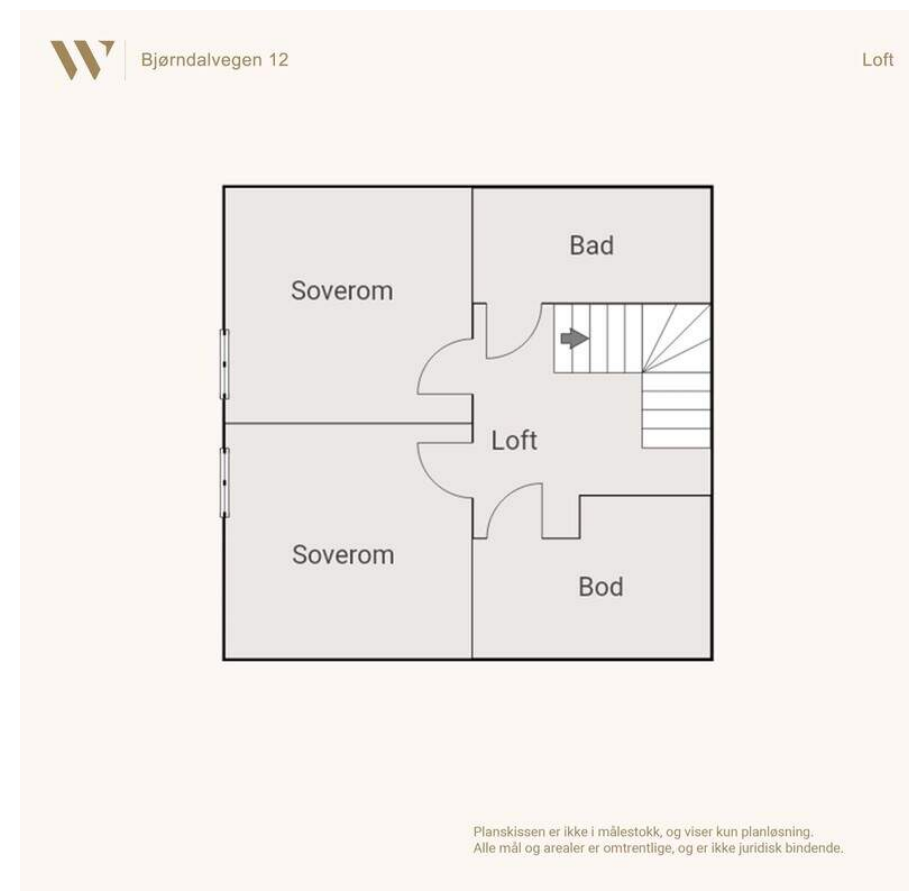 Bjørndalvegen 12
Loft
Bad
Soverom
Loft
Soverom
Bod
Planskissen er ikke i målestokk, og viser kun planløsning.
Alle mål og arealer er omtrentlige, og er ikke juridisk bindende.